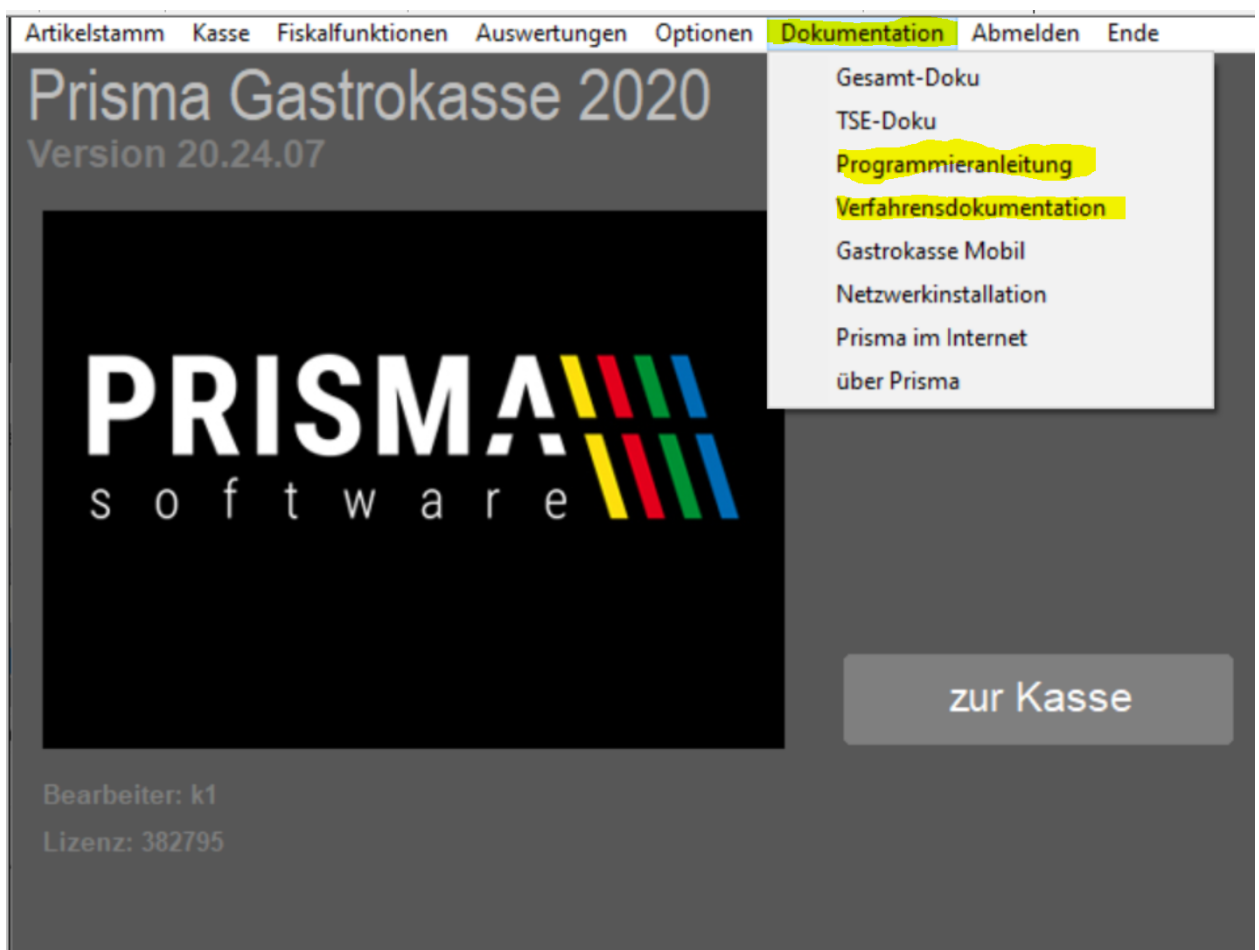 Artikelstamm Kasse Fiskalfunktionen Auswertungen Optionen Dokumentation Abmelden Ende
Prisma Gastrokasse 2020
Version 20.24.07
Gesamt-Doku
TSE-Doku
Programmieranleitung
Verfahrensdokumentation
Gastrokasse Mobil
Netzwerkinstallation
Prisma im Internet
über Prisma
PRISMA
software
zur Kasse
Bearbeiter: k1
Lizenz: 382795